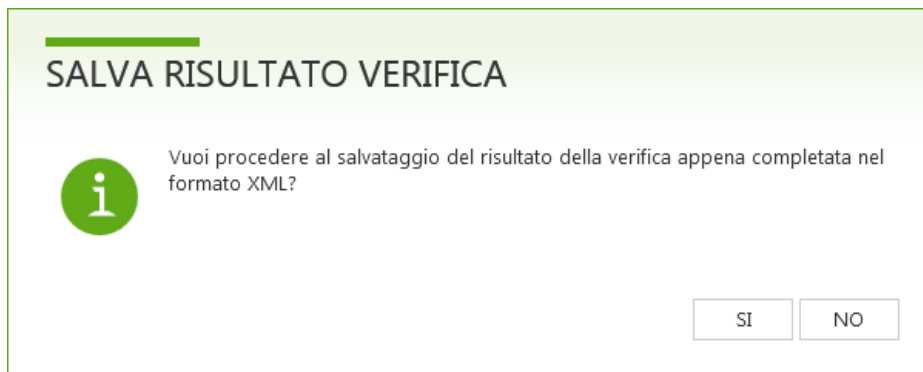 SALVA RISULTATO VERIFICA
Vuoi procedere al salvataggio del risultato della verifica appena completata nel
formato XML?
SI
NO